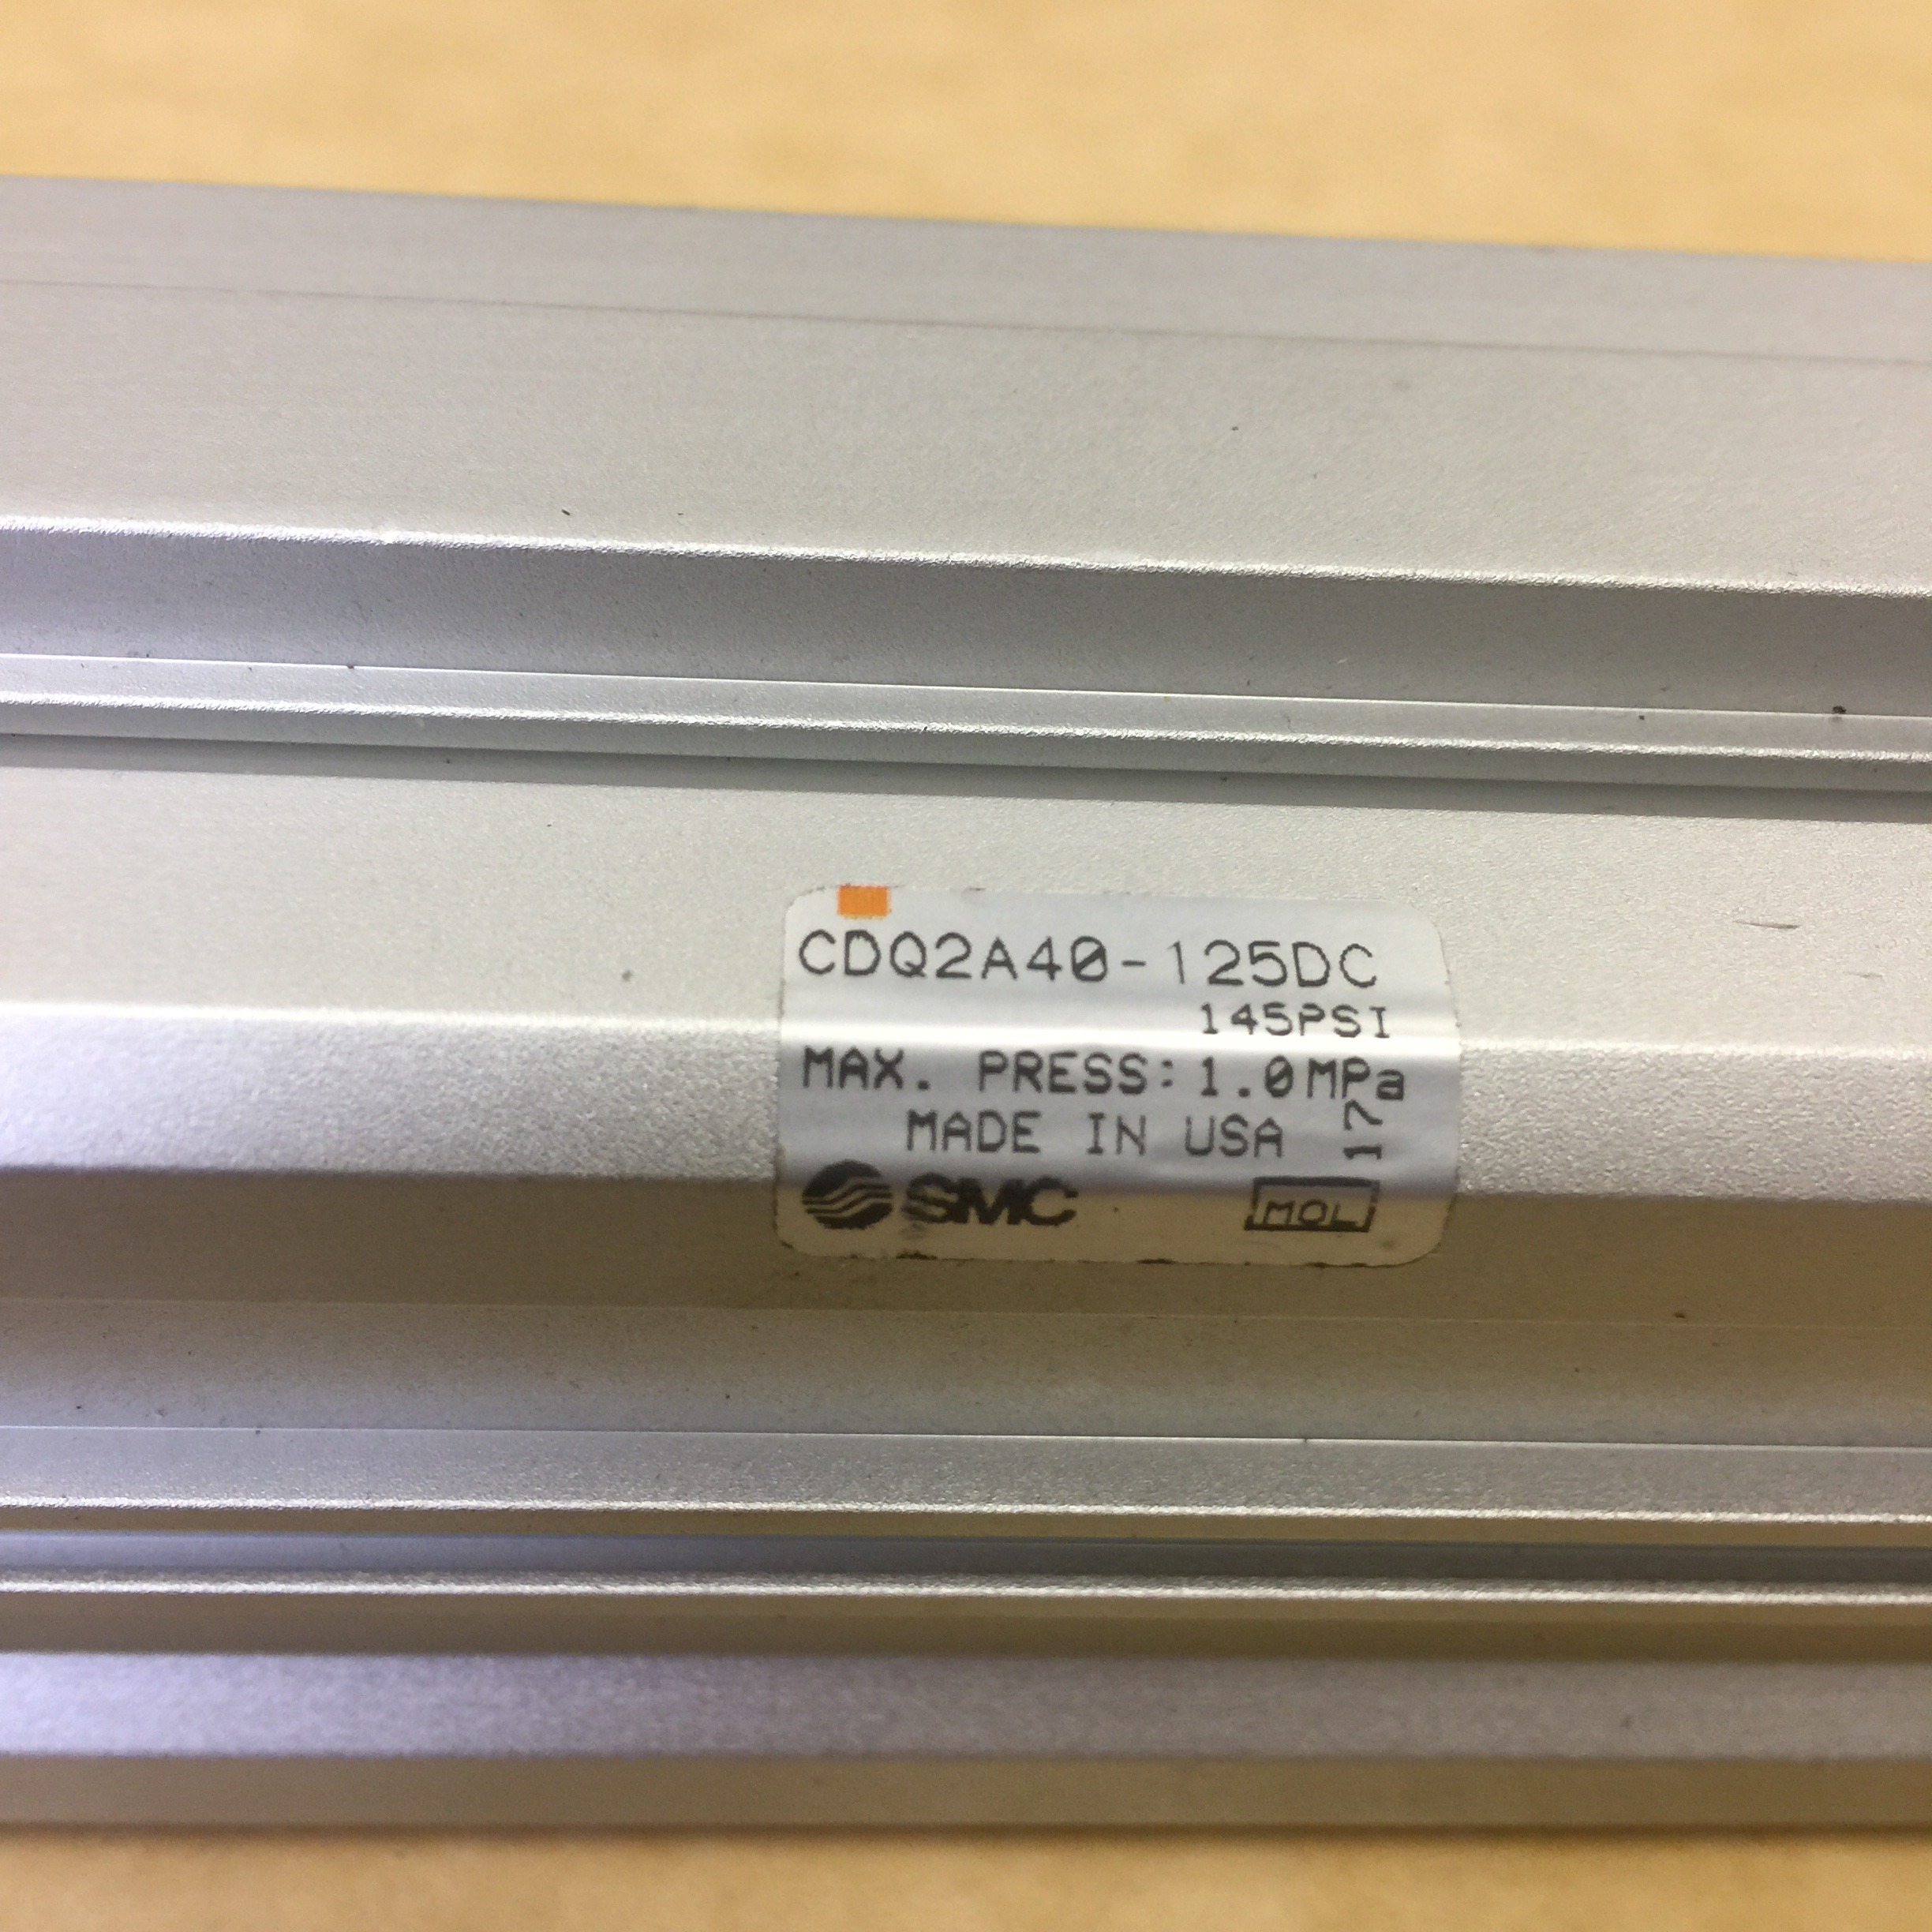 CDQ2A40-125DC
145PSI
MAX. PRESS: 1.0MPa
MADE IN USA
17
SMC
MOL